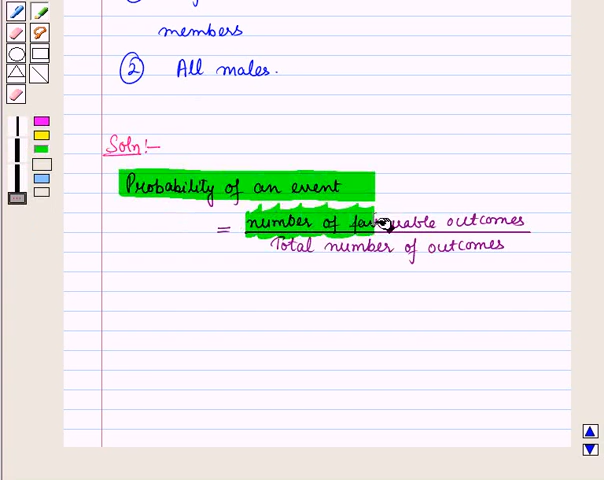 members
② All males.
Soln:-
Probability of an event
= number of favourable outcomes
Total number of outcomes